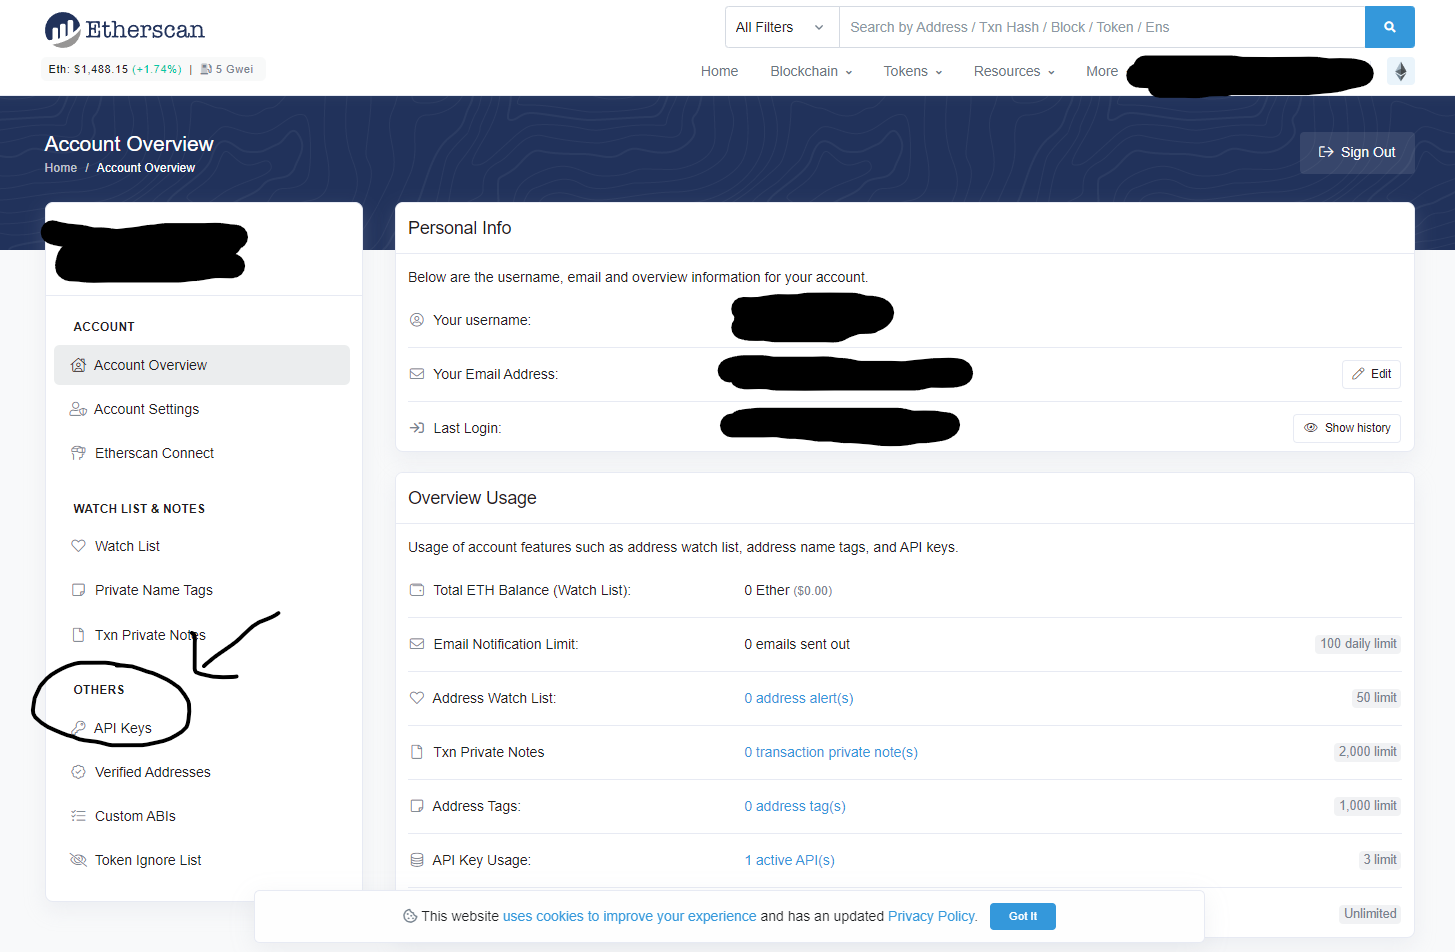 Etherscan
All Filters
Search by Address / Txn Hash / Block / Token / Ens
Eth: $1,488.15 (+1.74%) | 5 Gwei
Home Blockchain Tokens Resources More
Account Overview
Home / Account Overview
Sign Out
ACCOUNT
Account Overview
Account Settings
Etherscan Connect
WATCH LIST & NOTES
Watch List
Private Name Tags
Txn Private Notes
OTHERS
API Keys
Verified Addresses
Custom ABIs
Token Ignore List
Personal Info
Below are the username, email and overview information for your account.
Your username:
Your Email Address:
Edit
Last Login:
Show history
Overview Usage
Usage of account features such as address watch list, address name tags, and API keys.
Total ETH Balance (Watch List): 0 Ether ($0.00)
Email Notification Limit: 0 emails sent out 100 daily limit
Address Watch List: 0 address alert(s) 50 limit
Txn Private Notes 0 transaction private note(s) 2,000 limit
Address Tags: 0 address tag(s) 1,000 limit
API Key Usage: 1 active API(s) 3 limit
Unlimited
This website uses cookies to improve your experience and has an updated Privacy Policy.
Got It